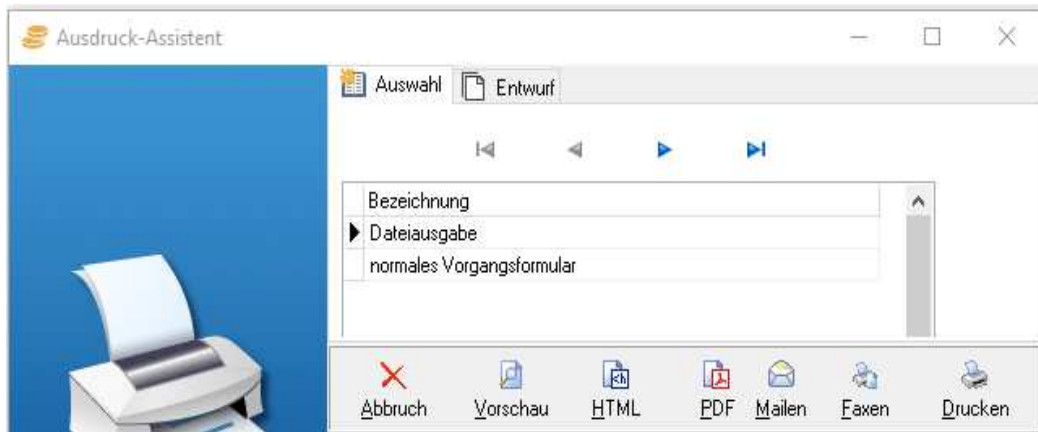 Ausdruck-Assistent
Auswahl Entwurf
Bezeichnung
Dateiausgabe
normales Vorgangsformular
Abbruch Vorschau HTML PDF Mailen Faxen Drucken